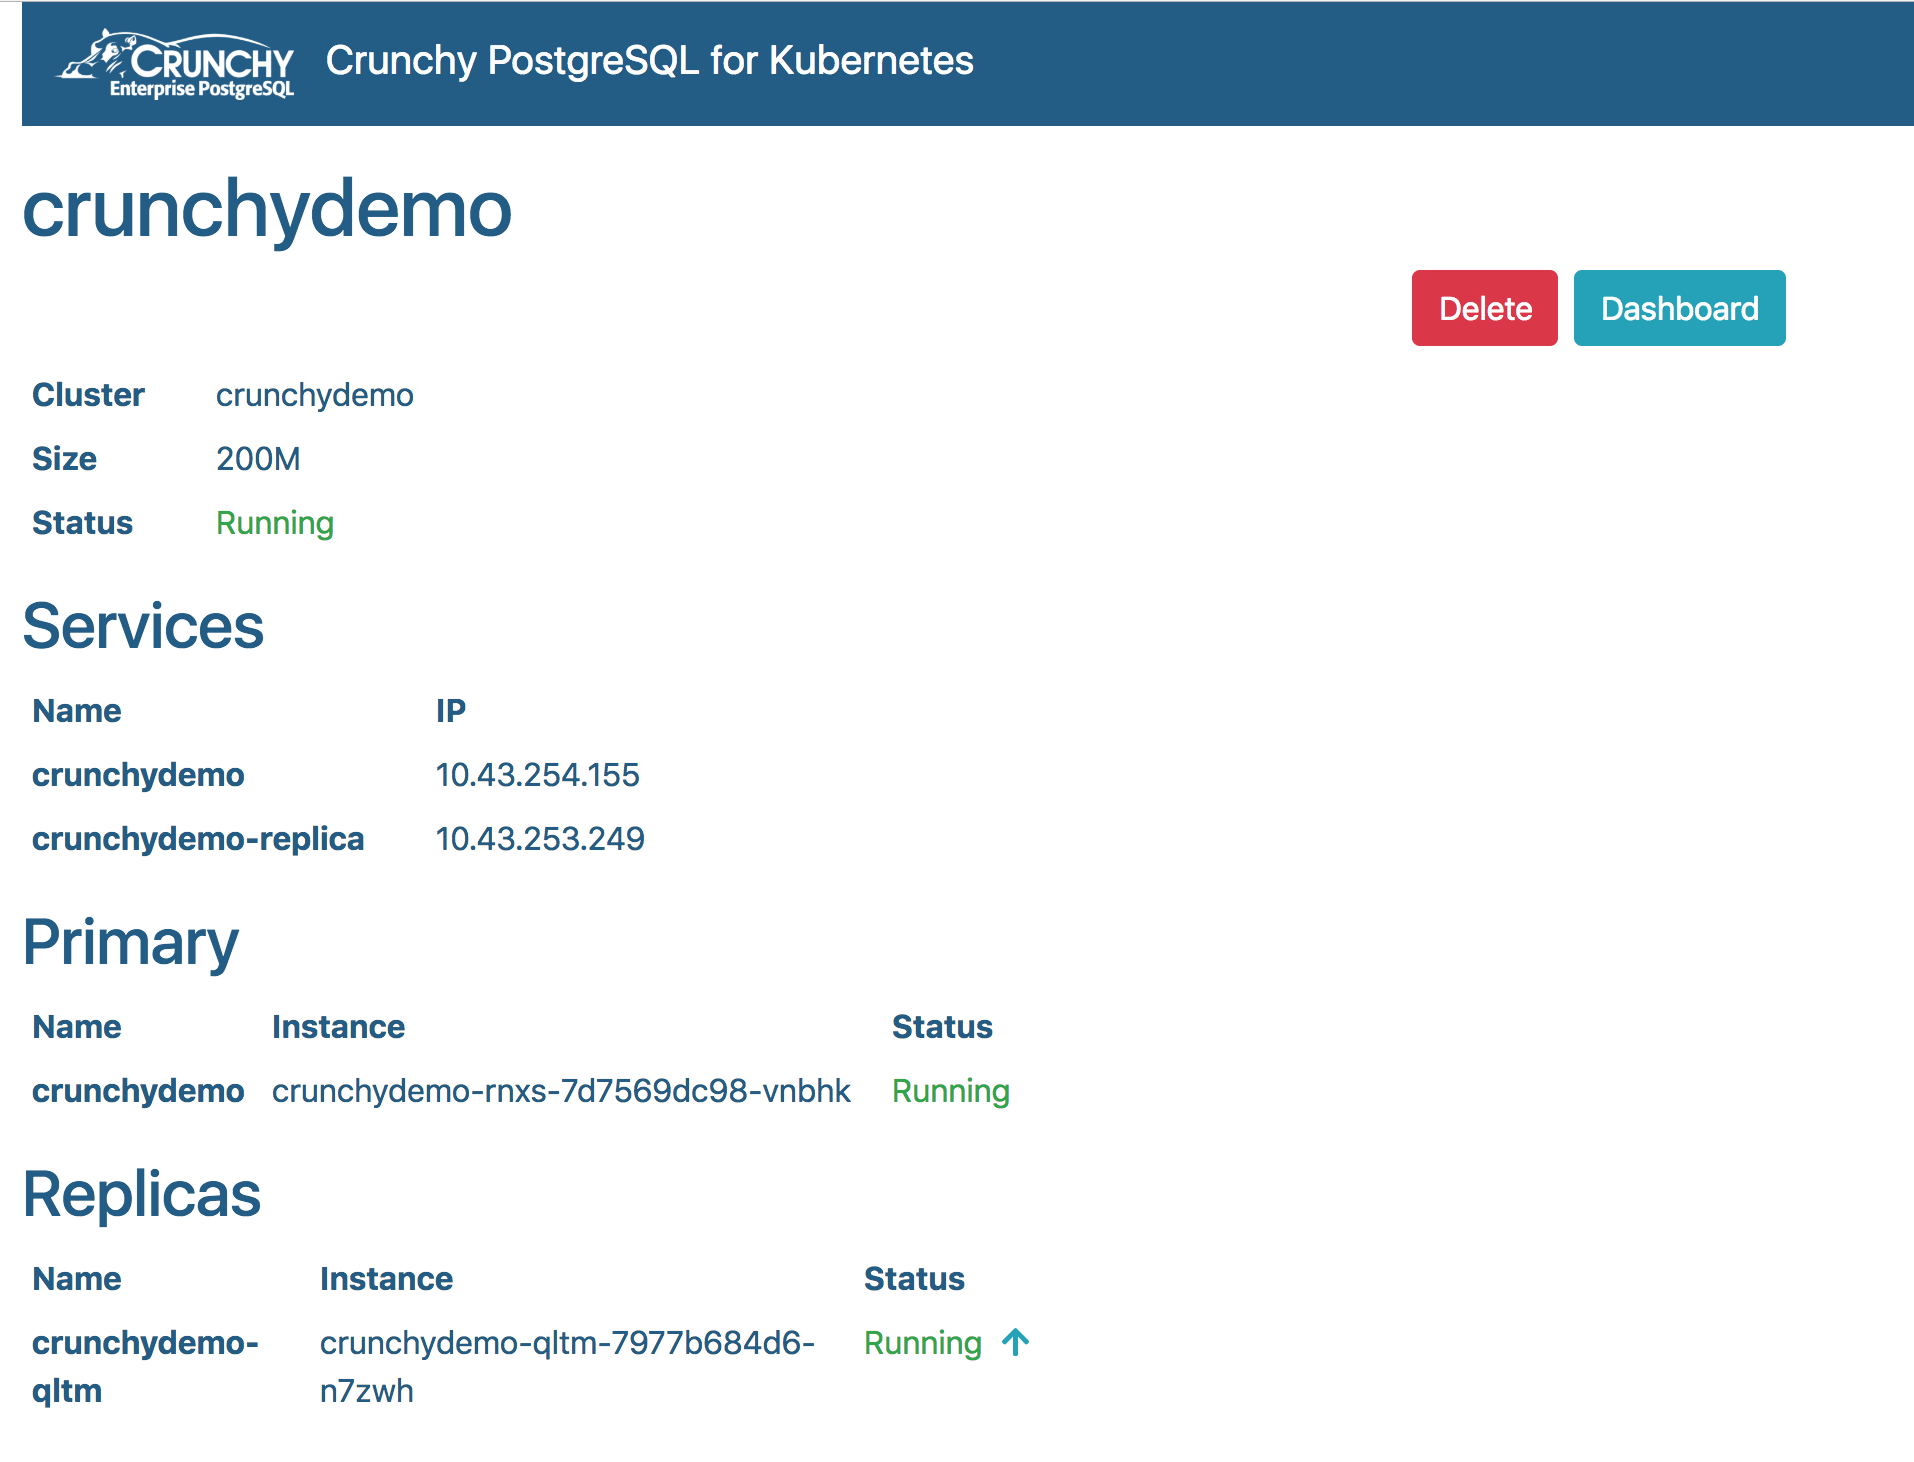 CRUNCHY
Enterprise PostgreSQL
Crunchy PostgreSQL for Kubernetes
crunchydemo
Delete Dashboard
Cluster crunchydemo
Size 200M
Status Running
Services
Name IP
crunchydemo 10.43.254.155
crunchydemo-replica 10.43.253.249
Primary
Name Instance Status
crunchydemo crunchydemo-rnxs-7d7569dc98-vnbhk Running
Replicas
Name Instance Status
crunchydemo- crunchydemo-qltm-7977b684d6- Running
qltm n7zwh